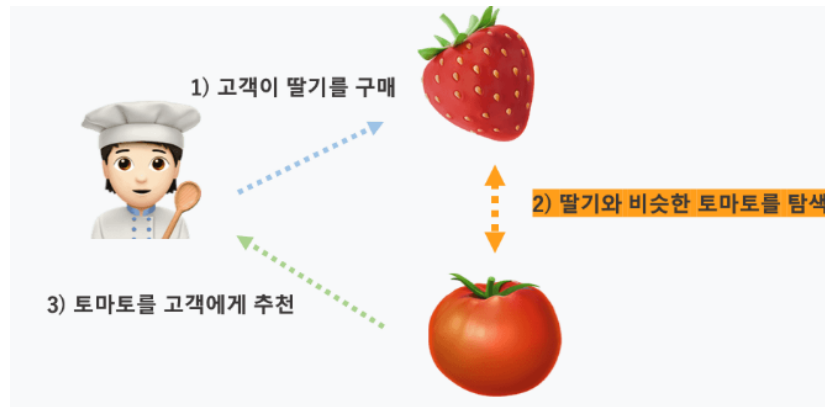 1) 고객이 딸기를 구매
2) 딸기와 비슷한 토마토를 탐색
3) 토마토를 고객에게 추천